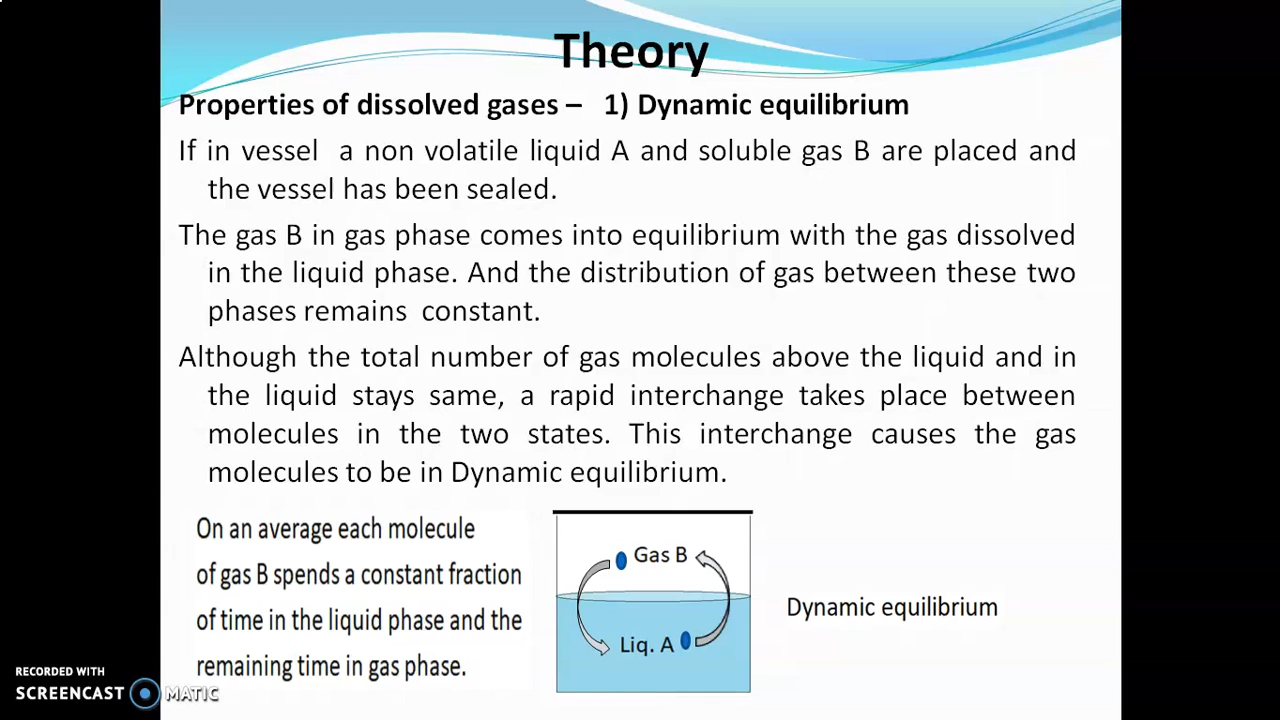 Theory
Properties of dissolved gases – 1) Dynamic equilibrium
If in vessel a non volatile liquid A and soluble gas B are placed and
the vessel has been sealed.
The gas B in gas phase comes into equilibrium with the gas dissolved
in the liquid phase. And the distribution of gas between these two
phases remains constant.
Although the total number of gas molecules above the liquid and in
the liquid stays same, a rapid interchange takes place between
molecules in the two states. This interchange causes the gas
molecules to be in Dynamic equilibrium.
On an average each molecule
of gas B spends a constant fraction
of time in the liquid phase and the
remaining time in gas phase.
Gas B
Liq. A
Dynamic equilibrium
RECORDED WITH
SCREENCAST MATIC